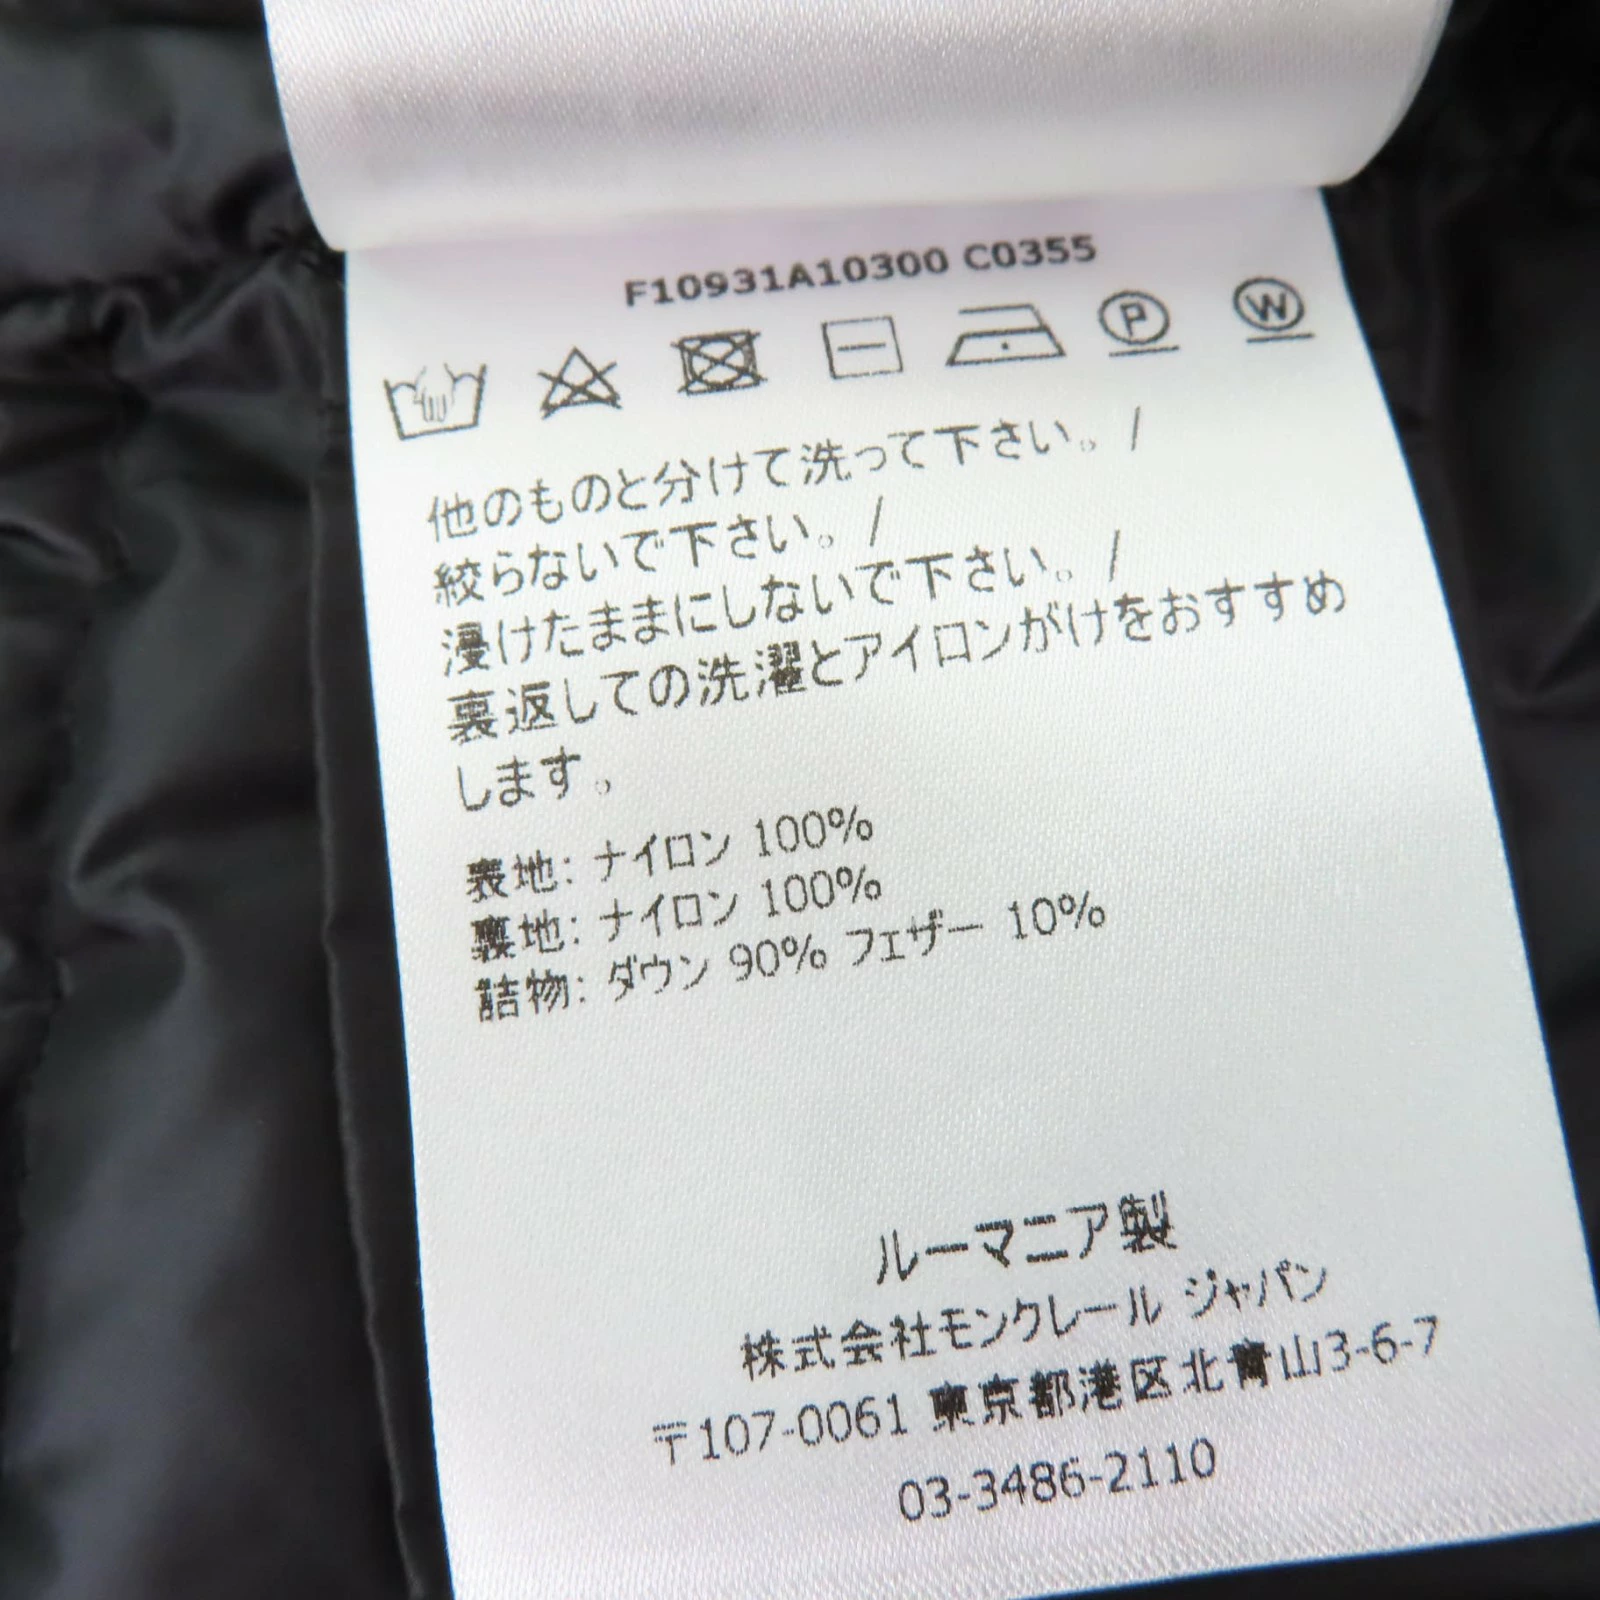 F10931A10300 C0355
P W
他のものと分けて洗って下さい。/
絞らないで下さい。/
浸けたままにしないで下さい。/
裏返しての洗濯とアイロンがけをおすすめ
します。
表地: ナイロン 100%
裏地: ナイロン 100%
詰物: ダウン 90% フェザー 10%
ルーマニア製
株式会社モンクレール ジャパン
〒107-0061 東京都港区北青山3-6-7
03-3486-2110